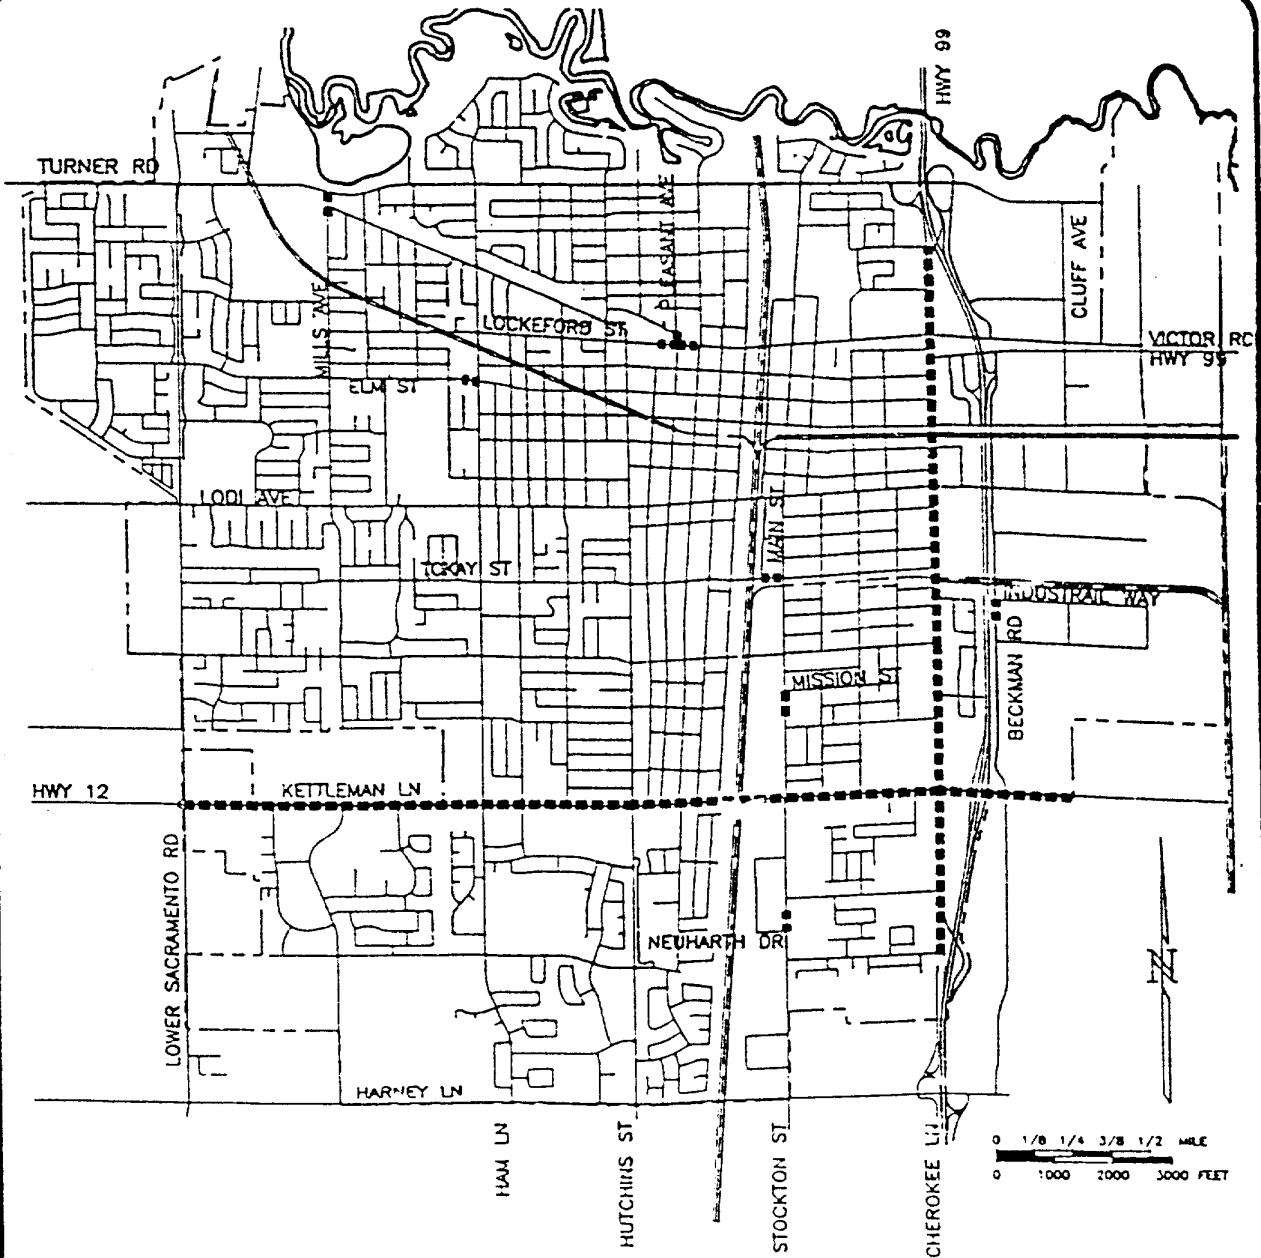 HWY 99
TURNER RD
PLEASANT AVE
CLUFF AVE
MILLS AVE
LOCKEFORD ST
VICTOR RD
HWY 99
ELM ST
LODI AVE
MAIN ST
TOKAY ST
INDUSTRAIL WAY
BECKMAN RD
MISSION ST
HWY 12
KETTLEMAN LN
LOWER SACRAMENTO RD
NEUHARTH DR
HARNEY LN
HAM LN
HUTCHINS ST
STOCKTON ST
CHEROKEE LN
0 1/8 1/4 3/8 1/2 MILE
0 1000 2000 3000 FEET